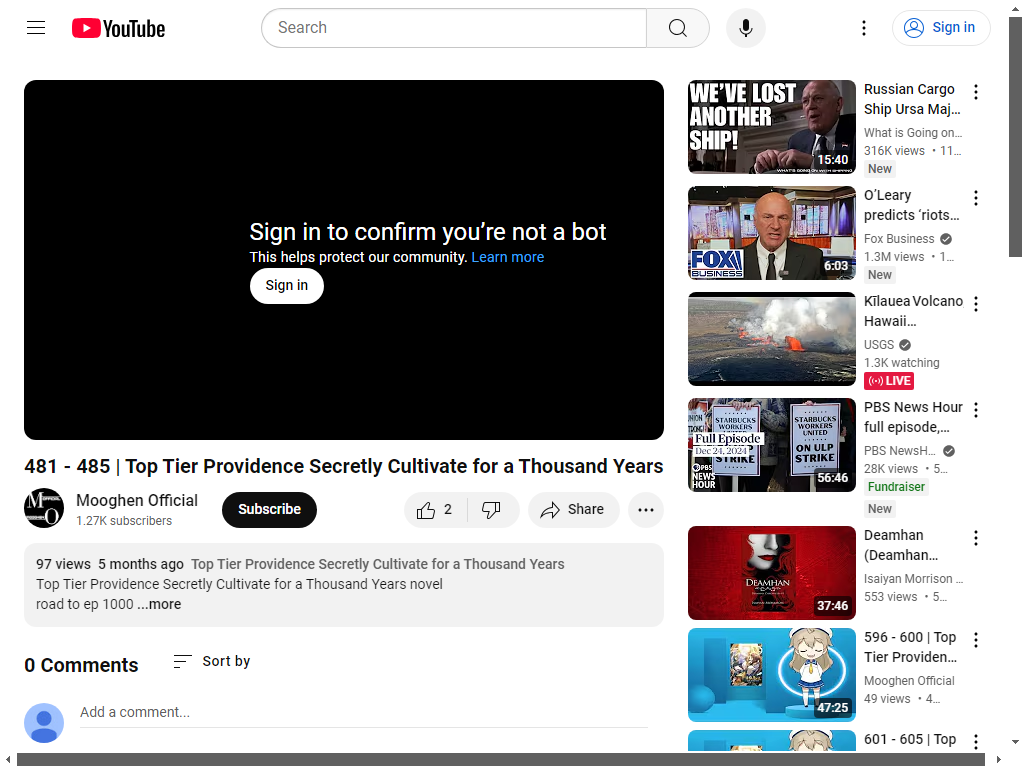 YouTube
Search
Sign in
Sign in to confirm you're not a bot
This helps protect our community. Learn more
Sign in
481 - 485 | Top Tier Providence Secretly Cultivate for a Thousand Years
Mooghen Official
1.27K subscribers
Subscribe
2
Share
97 views 5 months ago Top Tier Providence Secretly Cultivate for a Thousand Years
Top Tier Providence Secretly Cultivate for a Thousand Years novel
road to ep 1000 ...more
0 Comments
Sort by
Add a comment...
WE'VE LOST
ANOTHER
SHIP!
15:40
Russian Cargo
Ship Ursa Maj...
What is Going on...
316K views • 11...
New
FOX
BUSINESS
6:03
O'Leary
predicts 'riots...
Fox Business
1.3M views • 1...
New
Kīlauea Volcano
Hawaii...
USGS
1.3K watching
LIVE
STARBUCKS
WORKERS
UNITED
STRIKE
STARBUCKS
WORKERS
UNITED
ON ULP
STRIKE
Full Episode
Dec 24, 2024
PBS
NEWS
HOUR
56:46
PBS News Hour
full episode,...
PBS NewsH...
28K views • 5...
Fundraiser
New
DEAMHAN
37:46
Deamhan
(Deamhan...
Isaiyan Morrison ...
553 views • 5...
47:25
596 - 600 | Top
Tier Providen...
Mooghen Official
49 views • 4...
601 - 605 | Top